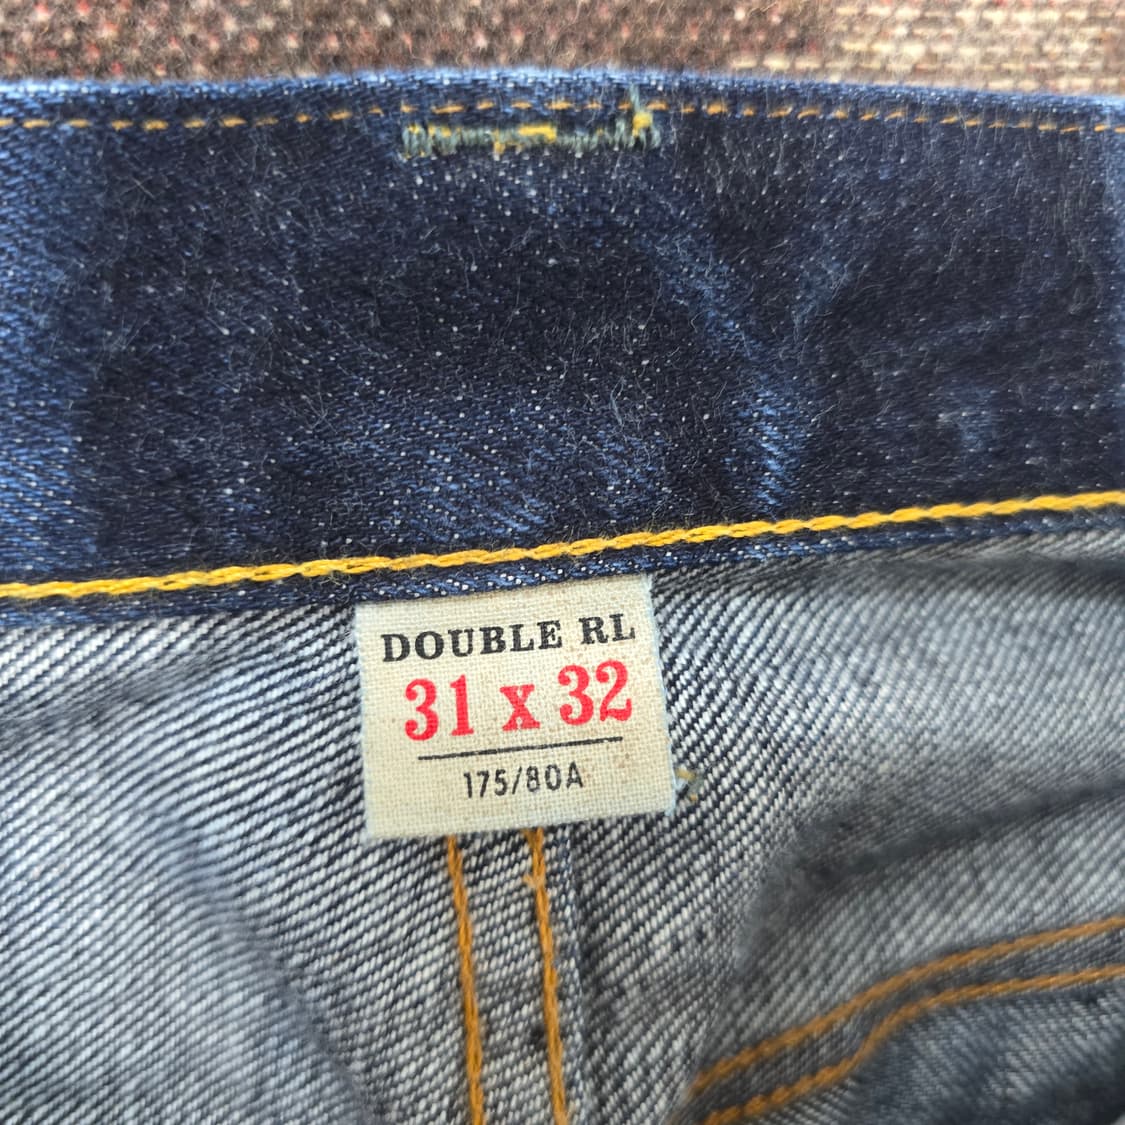 DOUBLE RL
31 x 32
175/80A